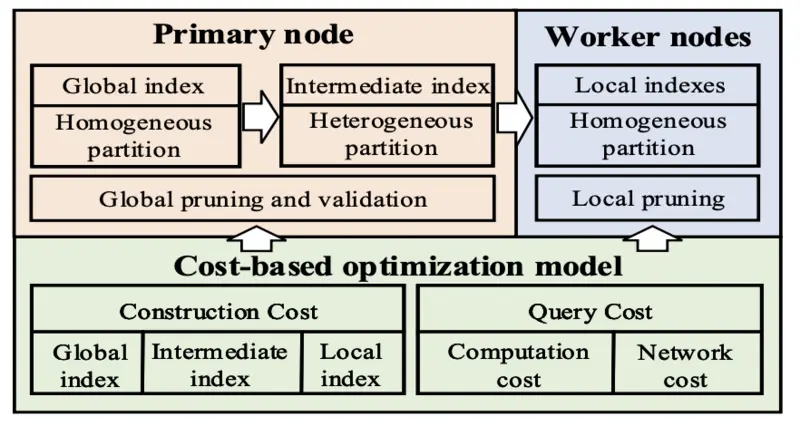 Primary node
Worker nodes
Global index
Homogeneous
partition
Intermediate index
Heterogeneous
partition
Local indexes
Homogeneous
partition
Global pruning and validation
Local pruning
Cost-based optimization model
Construction Cost
Global
index
Intermediate
index
Local
index
Query Cost
Computation
cost
Network
cost